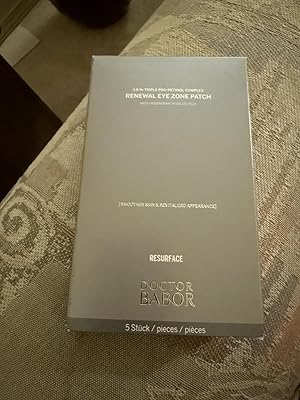 1.8% TRIPLE PRO-RETINOL COMPLEX
RENEWAL EYE ZONE PATCH
[SMOOTHER SKIN & REVITALIZED APPEARANCE]
RESURFACE
DOCTOR
BABOR
5 Stück / pieces / pièces